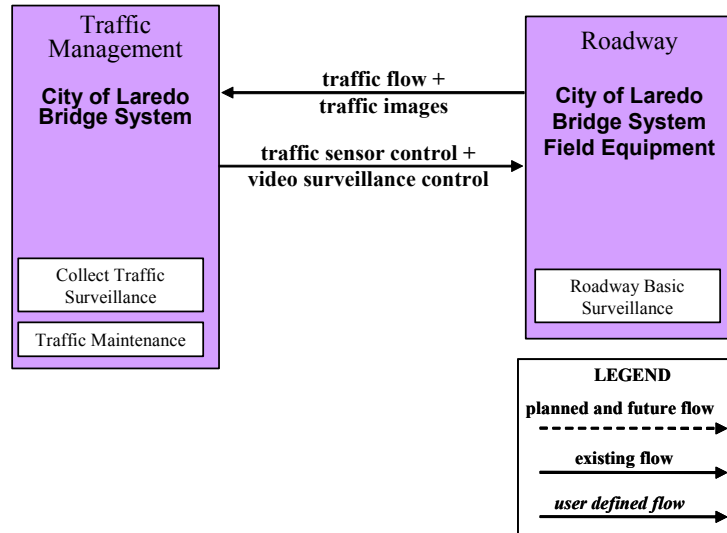 Traffic
Management
City of Laredo
Bridge System
Collect Traffic
Surveillance
Traffic Maintenance
traffic flow +
traffic images
traffic sensor control +
video surveillance control
Roadway
City of Laredo
Bridge System
Field Equipment
Roadway Basic
Surveillance
LEGEND
planned and future flow
existing flow
user defined flow